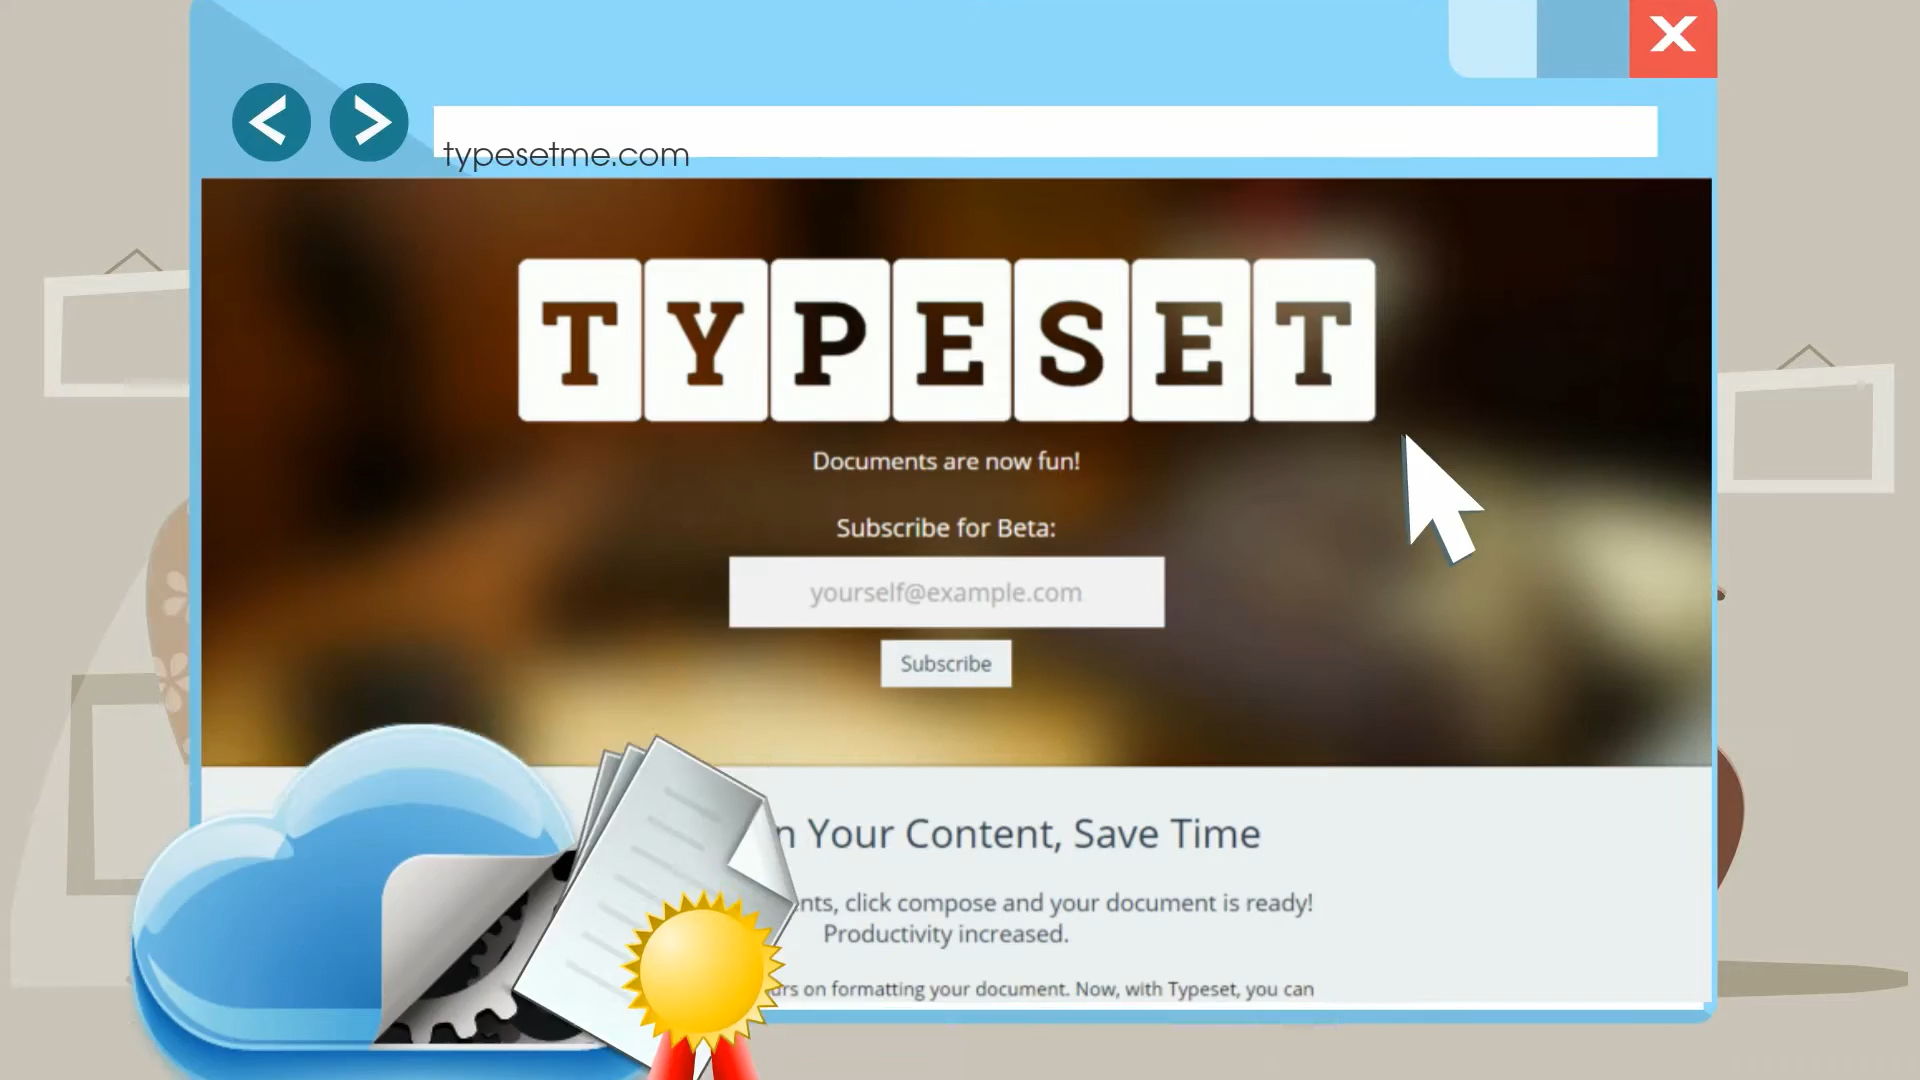 typesetme.com
TYPESET
Documents are now fun!
Subscribe for Beta:
yourself@example.com
Subscribe
Your Content, Save Time
click compose and your document is ready!
Productivity increased.
on formatting your document. Now, with Typeset, you can